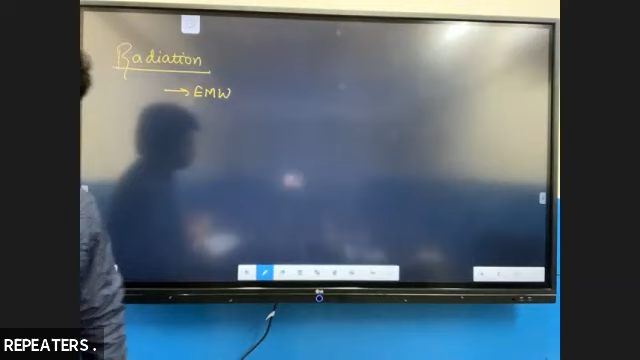 Radiation
→ EMW
REPEATERS.